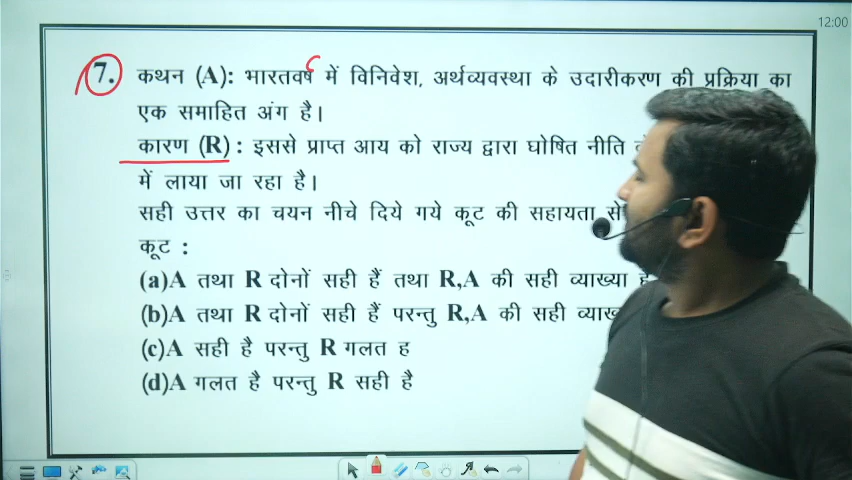 12:00
7. कथन (A): भारतवर्ष में विनिवेश, अर्थव्यवस्था के उदारीकरण की प्रक्रिया का
एक समाहित अंग है।
कारण (R) : इससे प्राप्त आय को राज्य द्वारा घोषित नीति
में लाया जा रहा है।
सही उत्तर का चयन नीचे दिये गये कूट की सहायता से
कूट :
(a)A तथा R दोनों सही हैं तथा R,A की सही व्याख्या
(b)A तथा R दोनों सही हैं परन्तु R,A की सही
(c)A सही है परन्तु R गलत ह
(d)A गलत है परन्तु R सही है